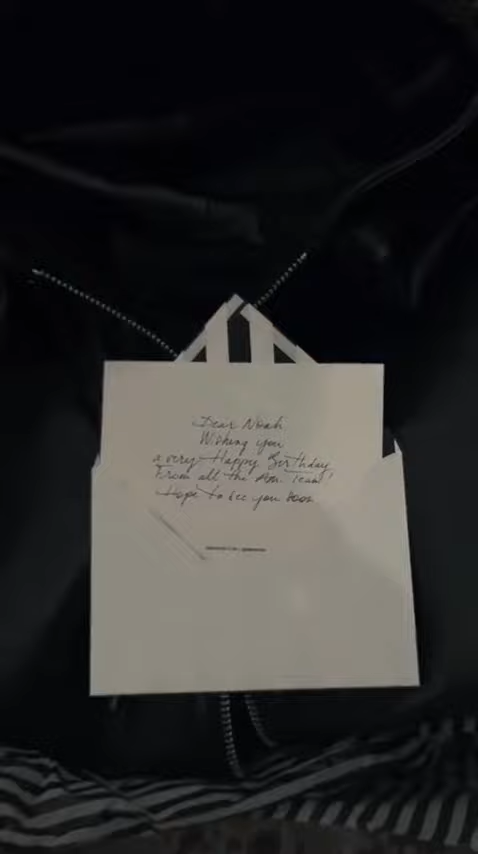 Dear Noah
Wishing you
a very Happy Birthday
From all the Team!
Hope to see you soon